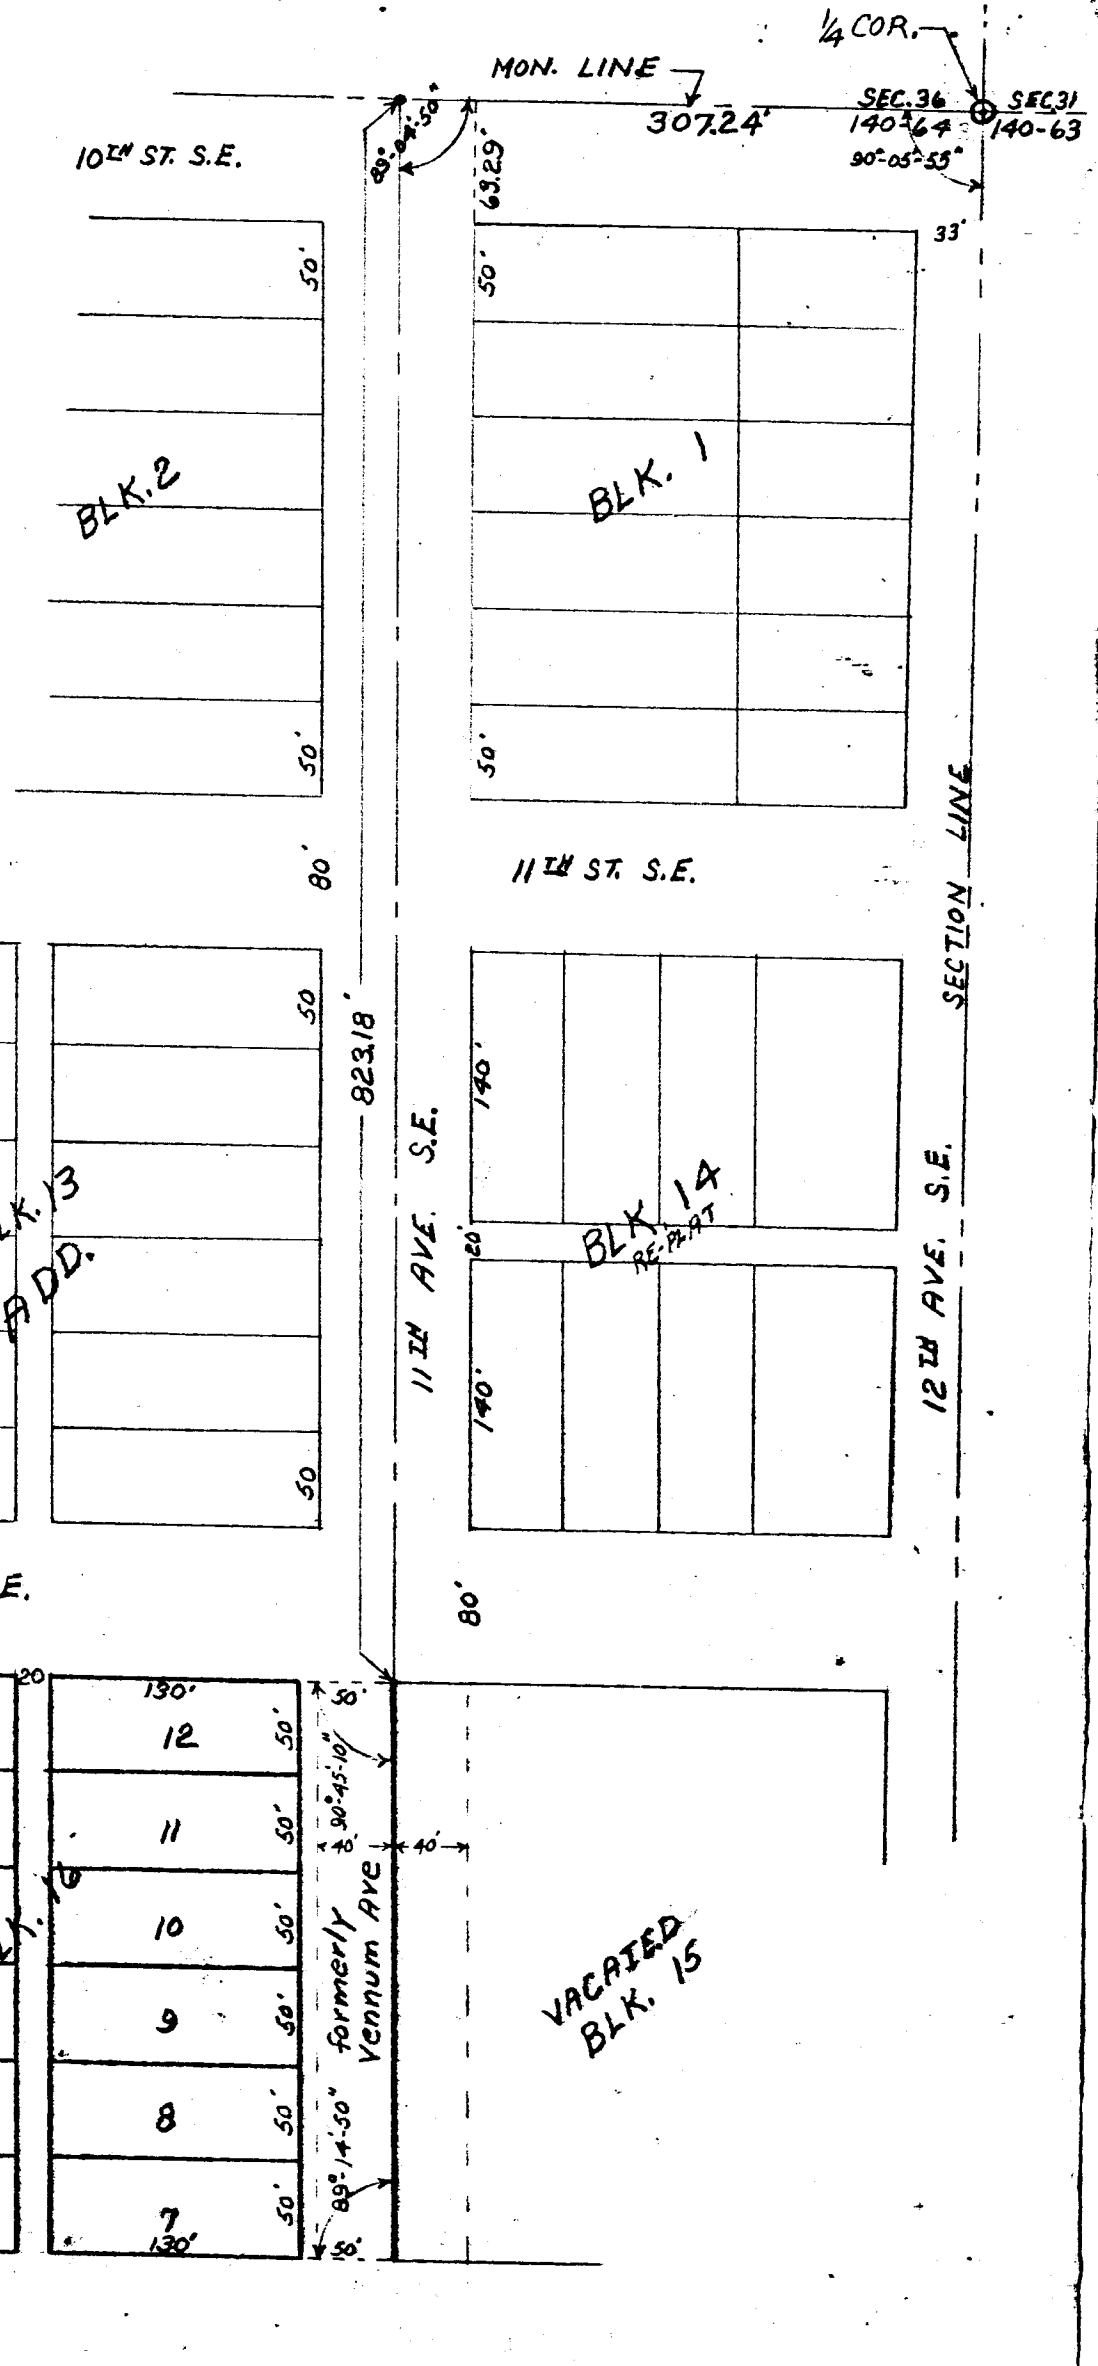 1/4 COR.
MON. LINE
SEC. 36
SEC 31
307.24'
140-64
140-63
89°-04'-50"
90°-05'-55"
10TH ST. S.E.
69.29'
33'
50'
50'
BLK. 2
BLK. 1
50'
50'
80'
11TH ST. S.E.
SECTION LINE
50
823.18'
140'
11TH AVE. S.E.
12TH AVE. S.E.
K. 13
ADD.
20'
BLK 14
RE-PLAT
140'
50
E.
80'
20
130'
50'
12
50'
90°-45'-10"
11
50'
40'
40'
10
50'
formerly
Vennum Ave
9
50'
VACATED
BLK. 15
8
50'
89°-14'-50"
7
50'
130'
50'